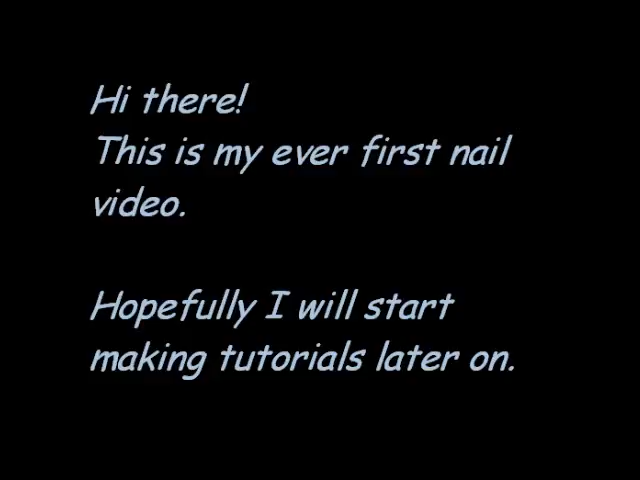 Hi there!
This is my ever first nail
video.
Hopefully I will start
making tutorials later on.